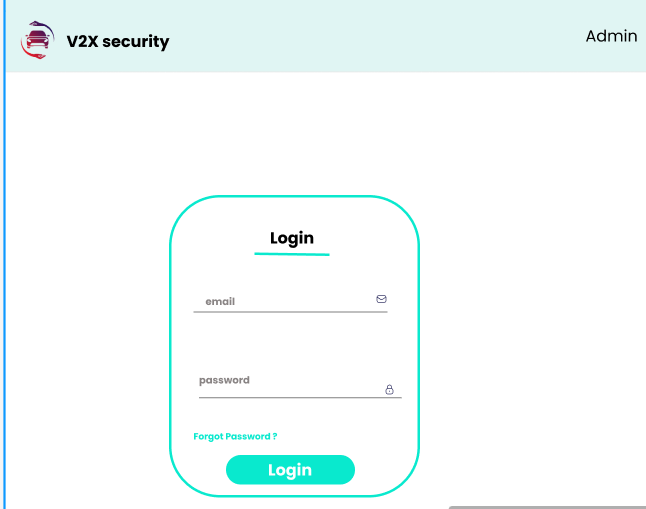 V2X security
Admin
Login
email
password
Forgot Password ?
Login